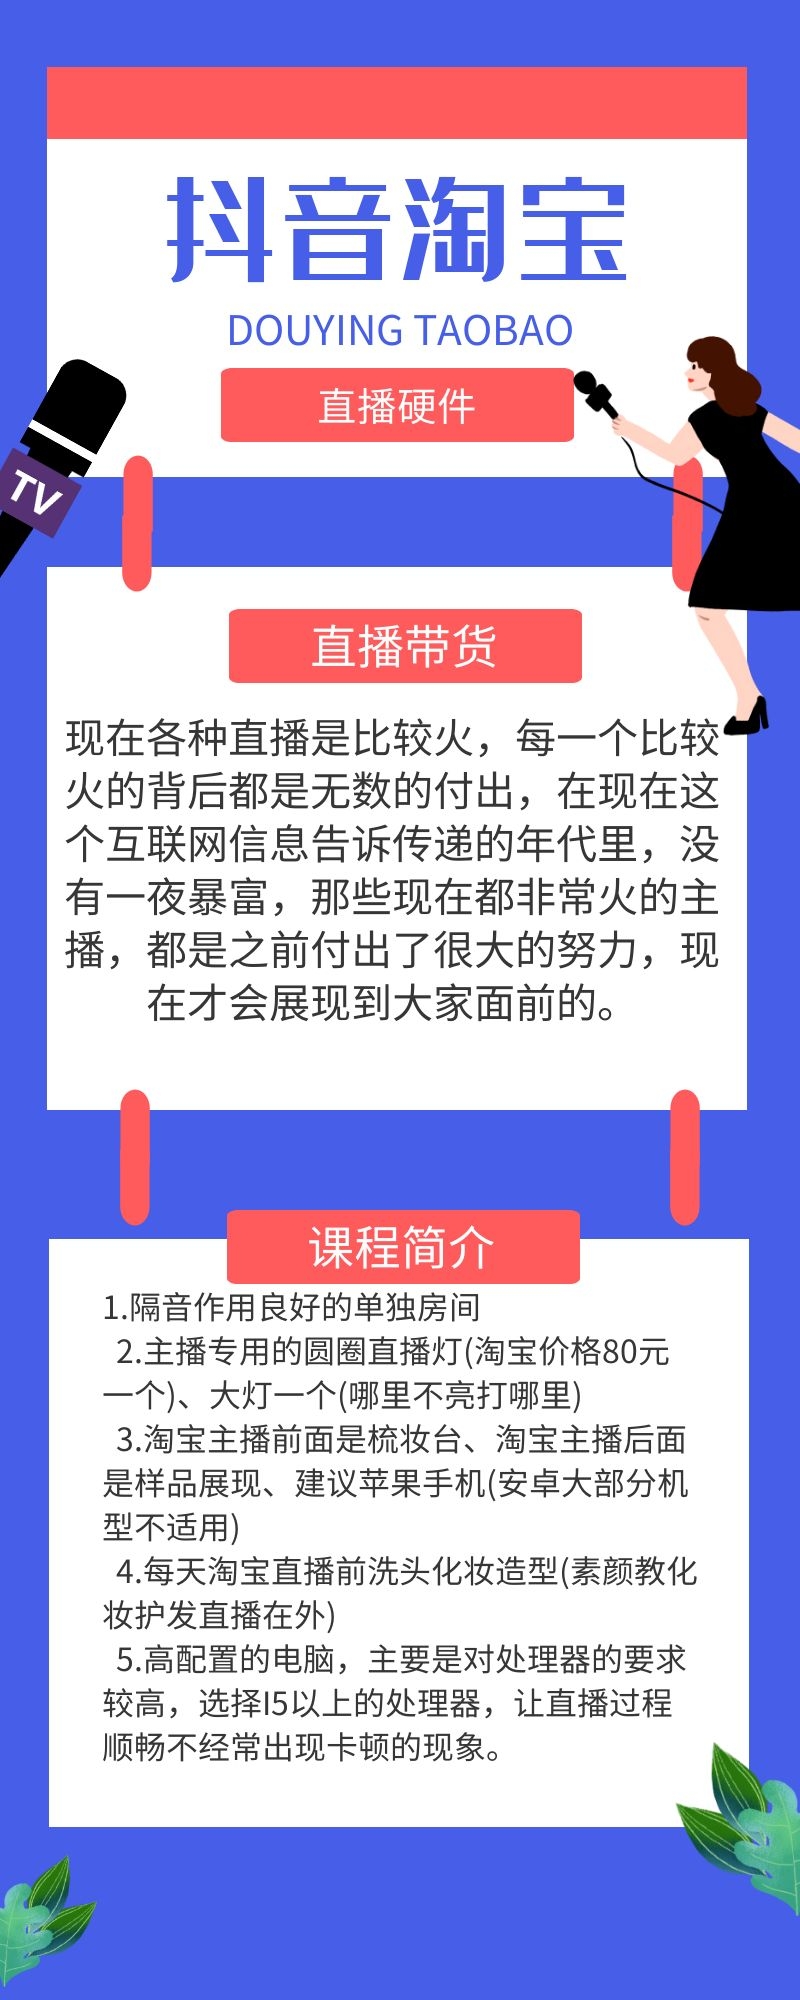 抖音淘宝
DOUYING TAOBAO
直播硬件
TV
直播带货
现在各种直播是比较火，每一个比较
火的背后都是无数的付出，在现在这
个互联网信息告诉传递的年代里，没
有一夜暴富，那些现在都非常火的主
播，都是之前付出了很大的努力，现
在才会展现到大家面前的。
课程简介
1.隔音作用良好的单独房间
2.主播专用的圆圈直播灯(淘宝价格80元
一个)、大灯一个(哪里不亮打哪里)
3.淘宝主播前面是梳妆台、淘宝主播后面
是样品展现、建议苹果手机(安卓大部分机
型不适用)
4.每天淘宝直播前洗头化妆造型(素颜教化
妆护发直播在外)
5.高配置的电脑，主要是对处理器的要求
较高，选择I5以上的处理器，让直播过程
顺畅不经常出现卡顿的现象。